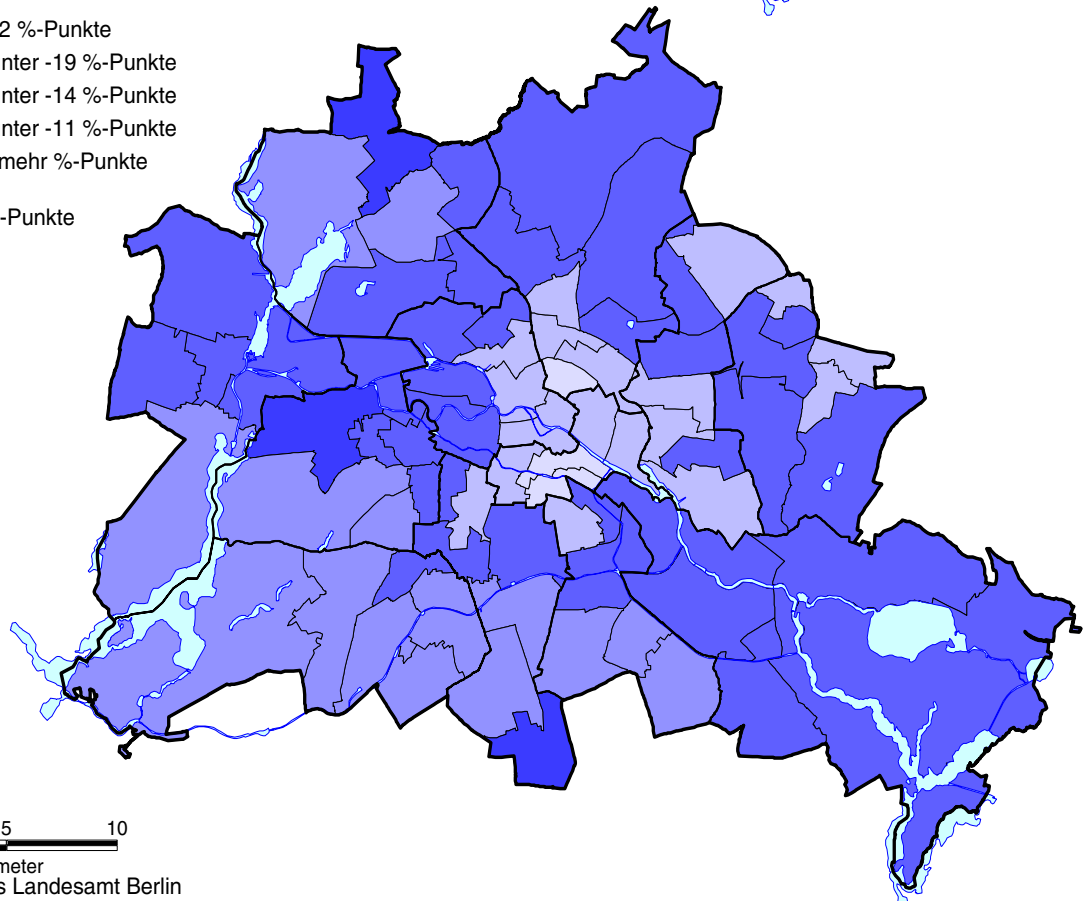 2 %-Punkte
nter -19 %-Punkte
nter -14 %-Punkte
nter -11 %-Punkte
mehr %-Punkte
-Punkte
5 10
meter
s Landesamt Berlin